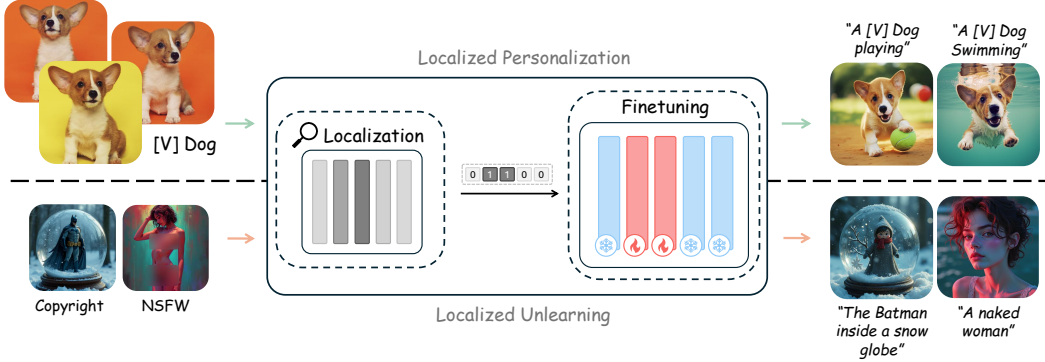 Localized Personalization
[V] Dog
Localization
0 1 1 0 0
Finetuning
“A [V] Dog
playing”
“A [V] Dog
Swimming”
Copyright
NSFW
Localized Unlearning
“The Batman
inside a snow
globe”
“A naked
woman”